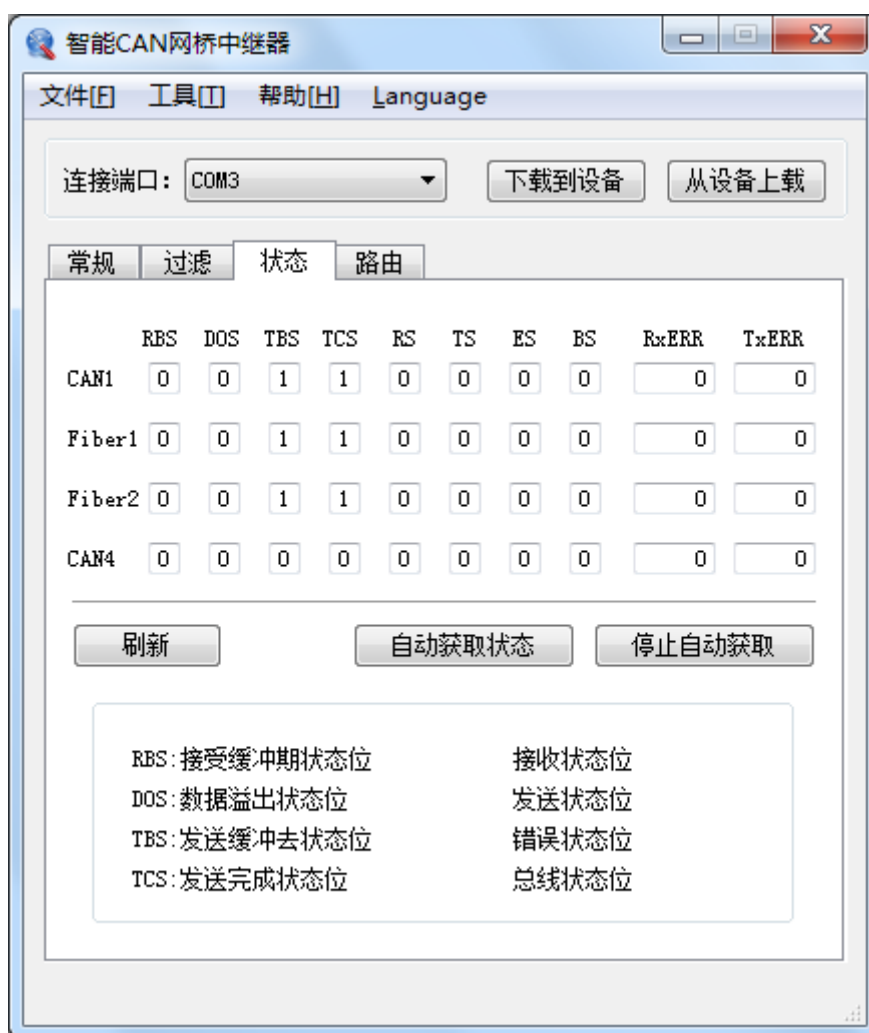 智能CAN网桥中继器
文件[F] 工具[T] 帮助[H] Language
连接端口: COM3 下载到设备 从设备上载
常规 过滤 状态 路由
RBS DOS TBS TCS RS TS ES BS RxERR TxERR
CAN1 0 0 1 1 0 0 0 0 0 0
Fiber1 0 0 1 1 0 0 0 0 0 0
Fiber2 0 0 1 1 0 0 0 0 0 0
CAN4 0 0 0 0 0 0 0 0 0 0
刷新 自动获取状态 停止自动获取
RBS:接受缓冲期状态位 接收状态位
DOS:数据溢出状态位 发送状态位
TBS:发送缓冲去状态位 错误状态位
TCS:发送完成状态位 总线状态位